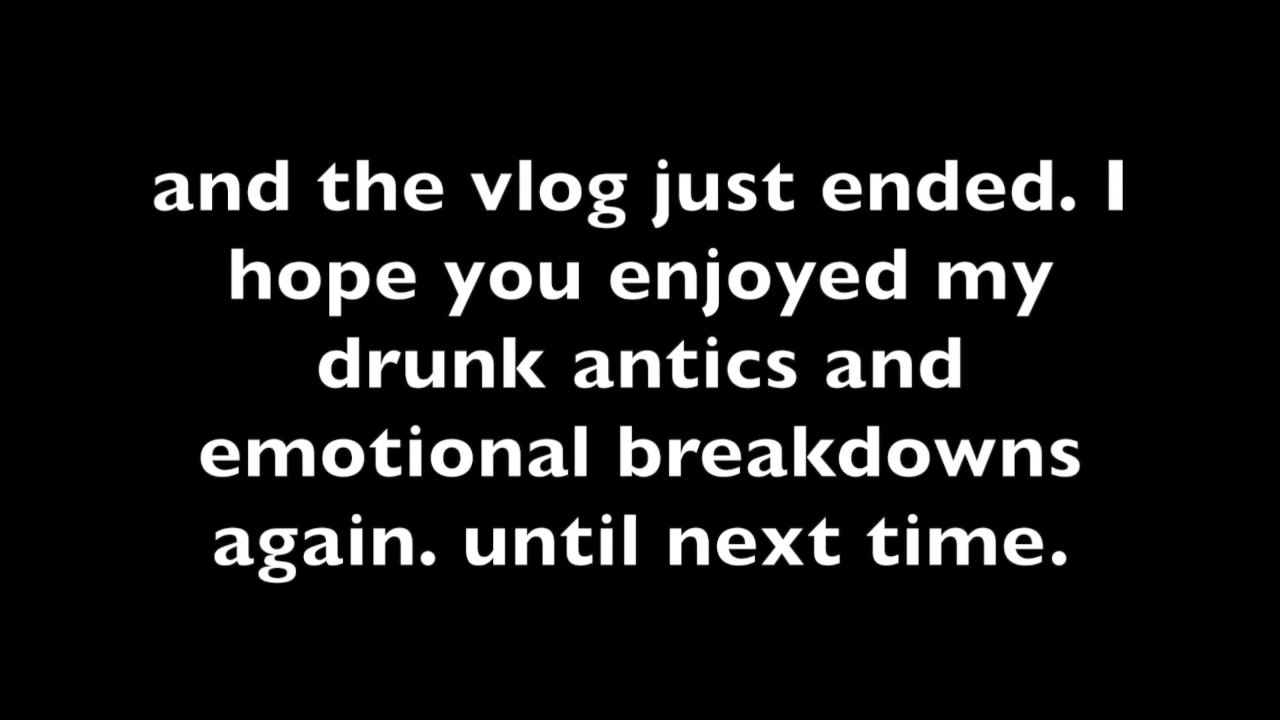 and the vlog just ended. I
hope you enjoyed my
drunk antics and
emotional breakdowns
again. until next time.